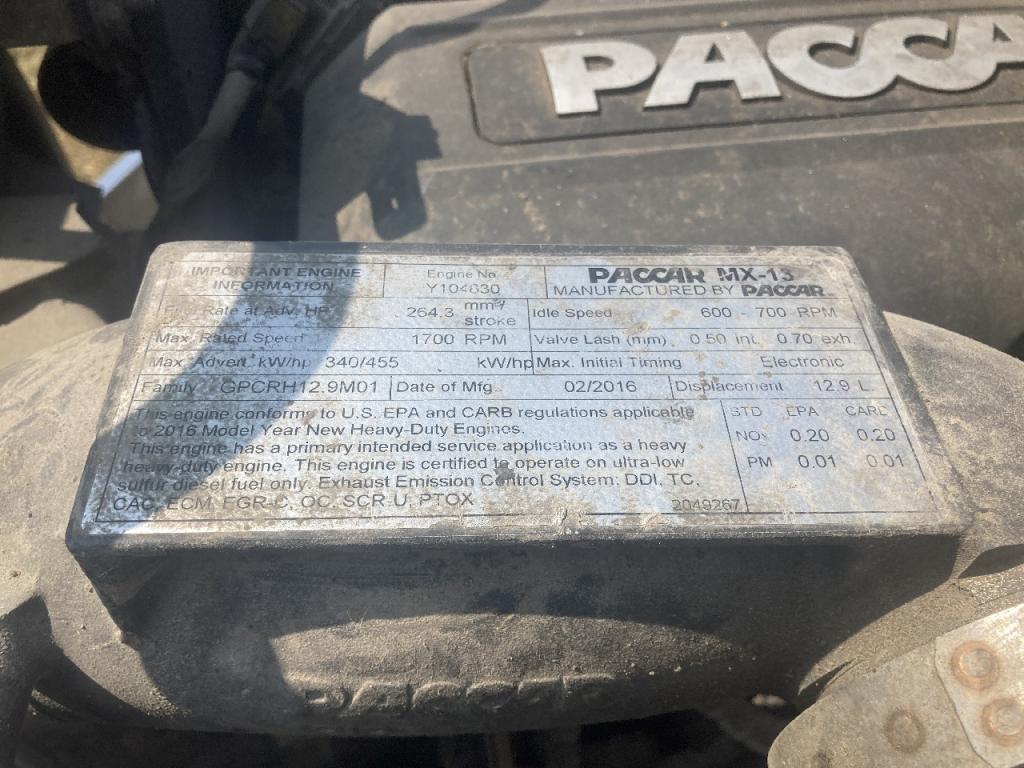 PACCA
IMPORTANT ENGINE INFORMATION
Engine No. Y104630
PACCAR MX-13
MANUFACTURED BY PACCAR
Rate at Adv. HP 264.3 mm³/stroke
Idle Speed 600 - 700 RPM
Max. Rated Speed 1700 RPM
Valve Lash (mm) 0.50 int. 0.70 exh.
Max. Advert. kW/hp 340/455 kW/hp
Max. Initial Timing Electronic
Family GPCRH12.9M01
Date of Mfg. 02/2016
Displacement 12.9 L
This engine conforms to U.S. EPA and CARB regulations applicable
to 2016 Model Year New Heavy-Duty Engines.
This engine has a primary intended service application as a heavy
heavy-duty engine. This engine is certified to operate on ultra-low
sulfur diesel fuel only. Exhaust Emission Control System: DDI, TC,
CAC, ECM, EGR-C, OC, SCR-U, PTOX
2049267
STD EPA CARB
NOx 0.20 0.20
PM 0.01 0.01
PACCAR